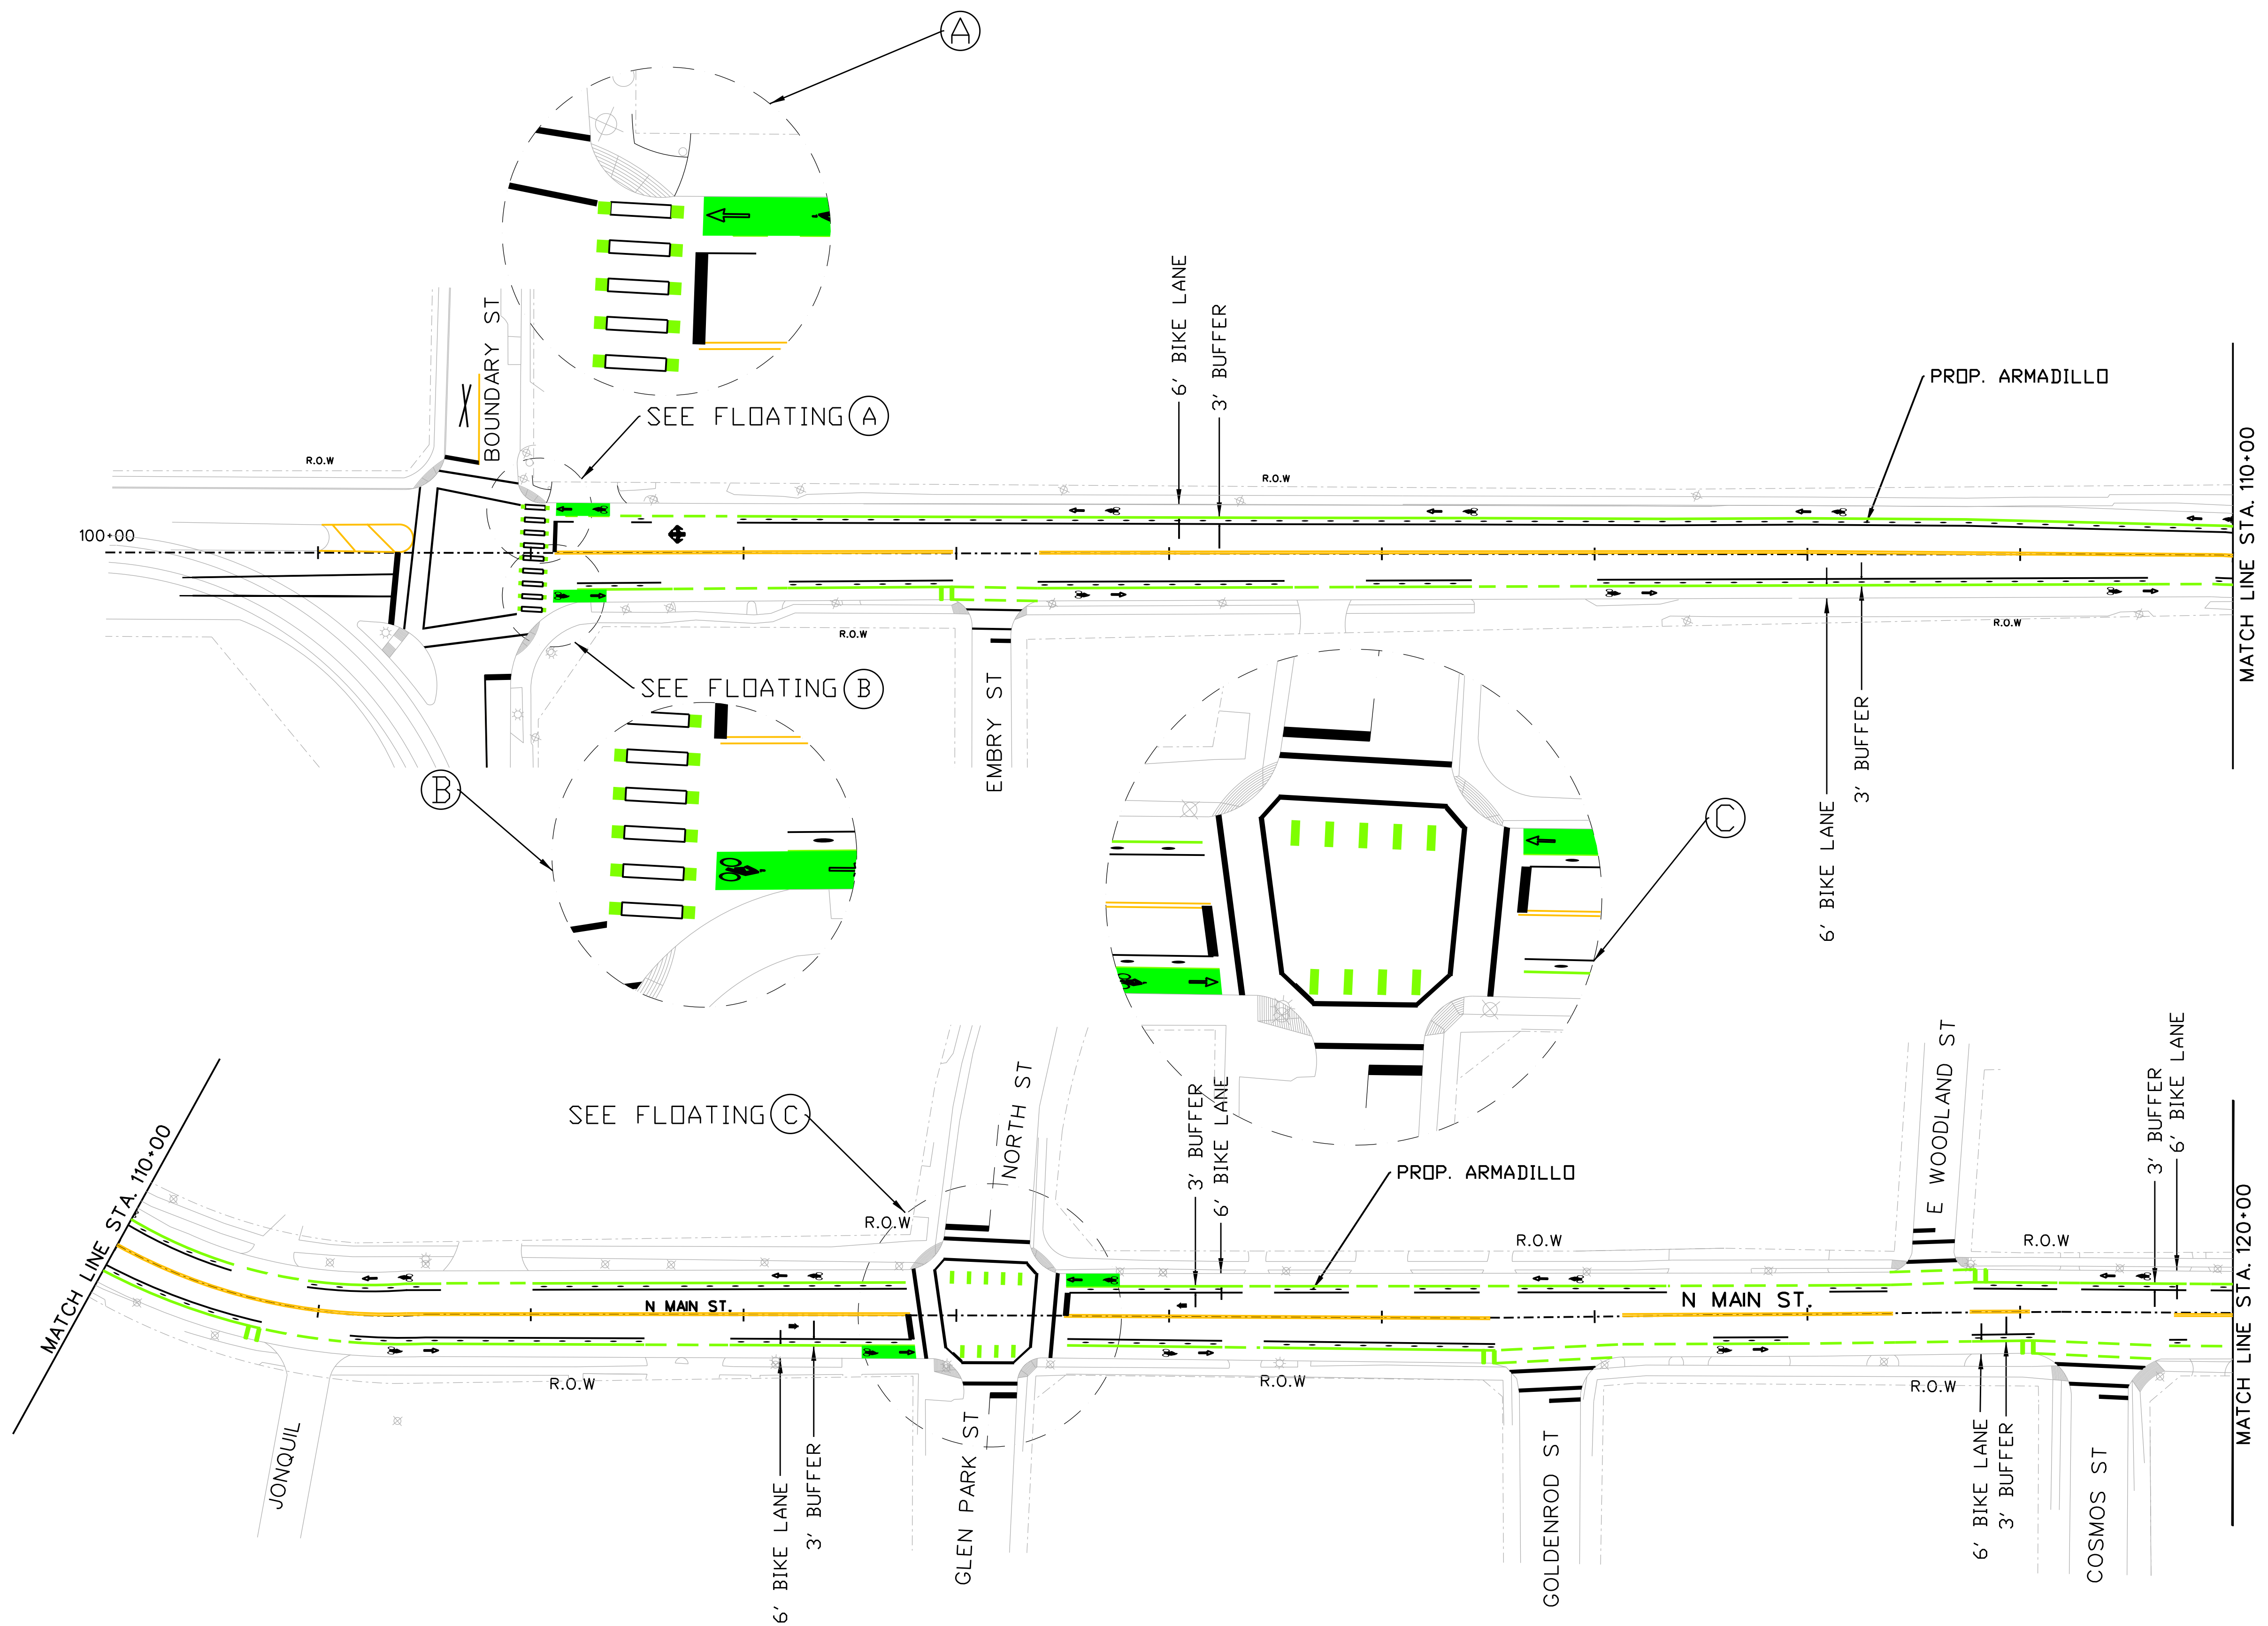 A
BOUNDARY ST
SEE FLOATING A
6' BIKE LANE
3' BUFFER
PROP. ARMADILLO
MATCH LINE STA. 110+00
R.O.W
R.O.W
100+00
R.O.W
R.O.W
SEE FLOATING B
B
EMBRY ST
6' BIKE LANE
3' BUFFER
C
MATCH LINE STA. 110+00
SEE FLOATING C
NORTH ST
3' BUFFER
6' BIKE LANE
PROP. ARMADILLO
E WOODLAND ST
3' BUFFER
6' BIKE LANE
MATCH LINE STA. 120+00
R.O.W
R.O.W
R.O.W
N MAIN ST.
N MAIN ST.
R.O.W
R.O.W
R.O.W
JONQUIL
6' BIKE LANE
3' BUFFER
GLEN PARK ST
GOLDENROD ST
6' BIKE LANE
3' BUFFER
COSMOS ST